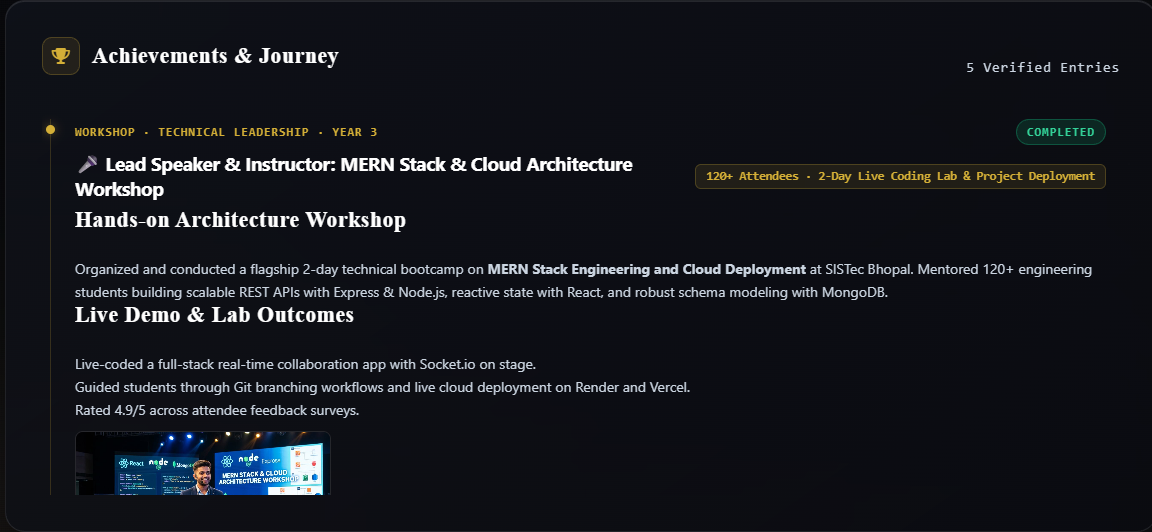 Achievements & Journey
5 Verified Entries
WORKSHOP · TECHNICAL LEADERSHIP · YEAR 3
COMPLETED
🎤 Lead Speaker & Instructor: MERN Stack & Cloud Architecture
Workshop
120+ Attendees · 2-Day Live Coding Lab & Project Deployment
Hands-on Architecture Workshop
Organized and conducted a flagship 2-day technical bootcamp on MERN Stack Engineering and Cloud Deployment at SISTec Bhopal. Mentored 120+ engineering
students building scalable REST APIs with Express & Node.js, reactive state with React, and robust schema modeling with MongoDB.
Live Demo & Lab Outcomes
Live-coded a full-stack real-time collaboration app with Socket.io on stage.
Guided students through Git branching workflows and live cloud deployment on Render and Vercel.
Rated 4.9/5 across attendee feedback surveys.
React node
node
MERN STACK & CLOUD
ARCHITECTURE WORKSHOP